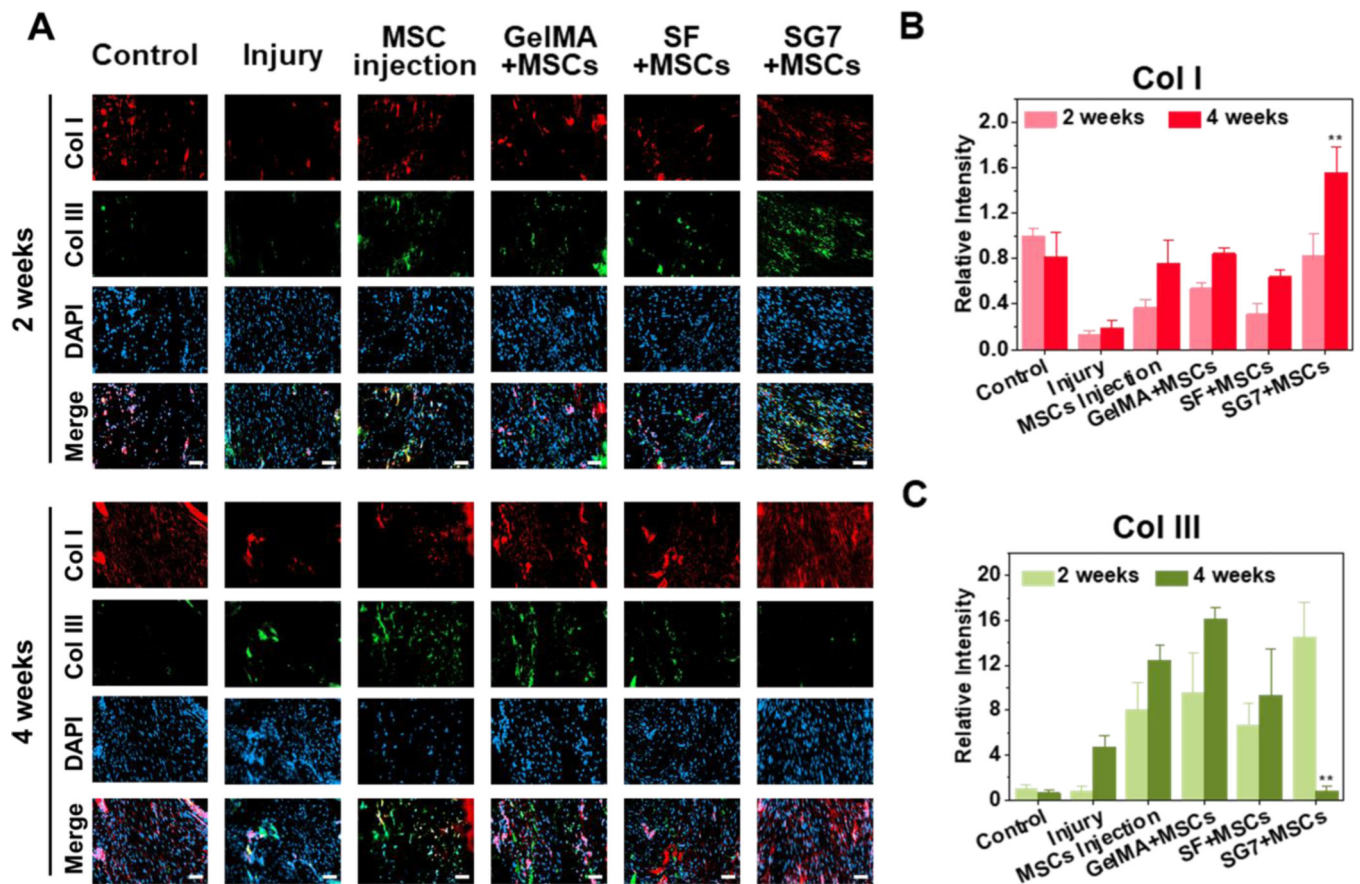 A
Control
Injury
MSC
injection
GelMA
+MSCs
SF
+MSCs
SG7
+MSCs
2 weeks
Col I
Col III
DAPI
Merge
4 weeks
Col I
Col III
DAPI
Merge
B
Col I
2 weeks
4 weeks
**
Relative Intensity
2.0
1.6
1.2
0.8
0.4
0.0
Control
Injury
MSCs Injection
GelMA+MSCs
SF+MSCs
SG7+MSCs
C
Col III
2 weeks
4 weeks
**
Relative Intensity
20
16
12
8
4
0
Control
Injury
MSCs Injection
GelMA+MSCs
SF+MSCs
SG7+MSCs